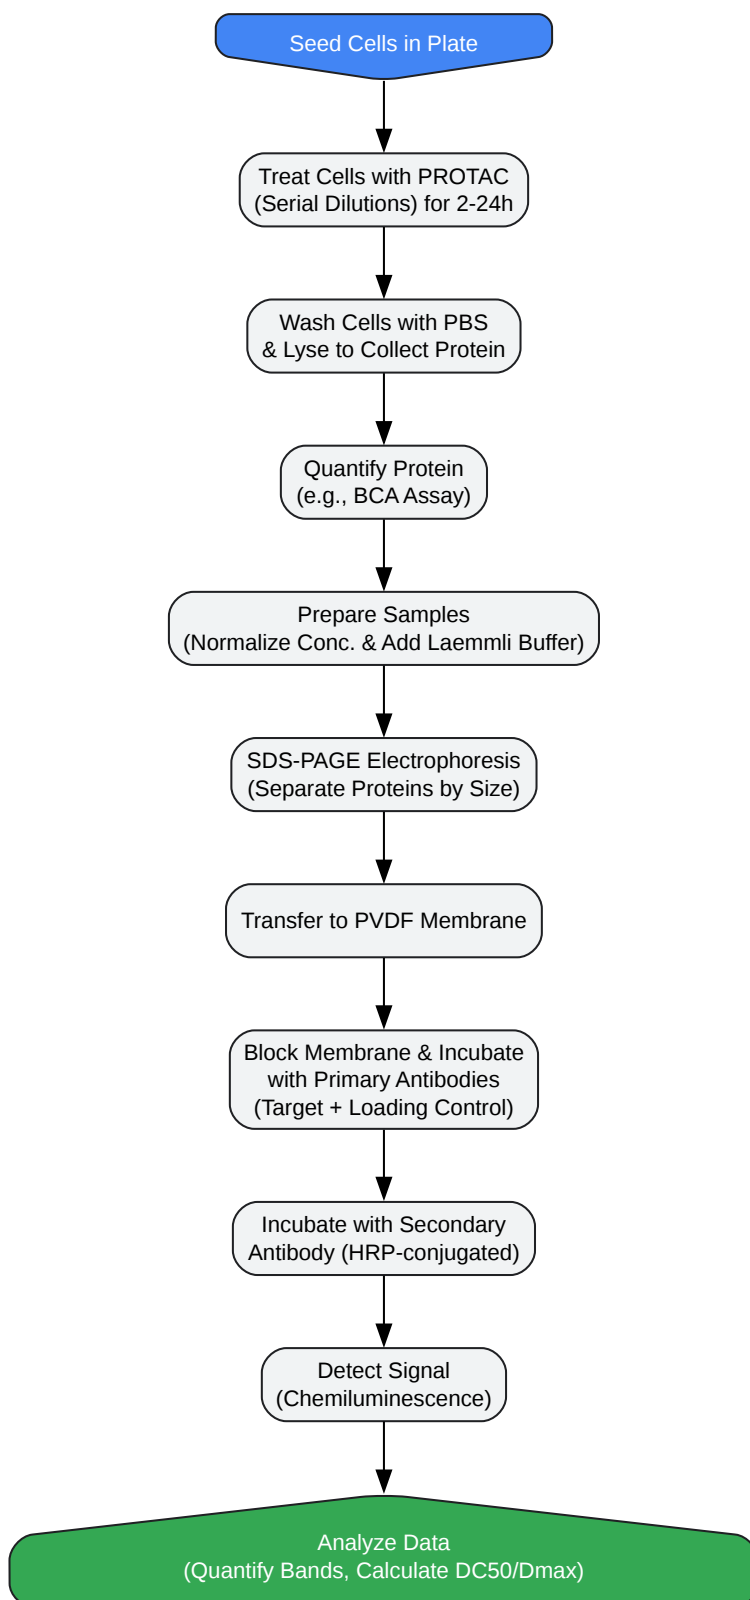 Seed Cells in Plate
Treat Cells with PROTAC
(Serial Dilutions) for 2-24h
Wash Cells with PBS
& Lyse to Collect Protein
Quantify Protein
(e.g., BCA Assay)
Prepare Samples
(Normalize Conc. & Add Laemmli Buffer)
SDS-PAGE Electrophoresis
(Separate Proteins by Size)
Transfer to PVDF Membrane
Block Membrane & Incubate
with Primary Antibodies
(Target + Loading Control)
Incubate with Secondary
Antibody (HRP-conjugated)
Detect Signal
(Chemiluminescence)
Analyze Data
(Quantify Bands, Calculate DC50/Dmax)